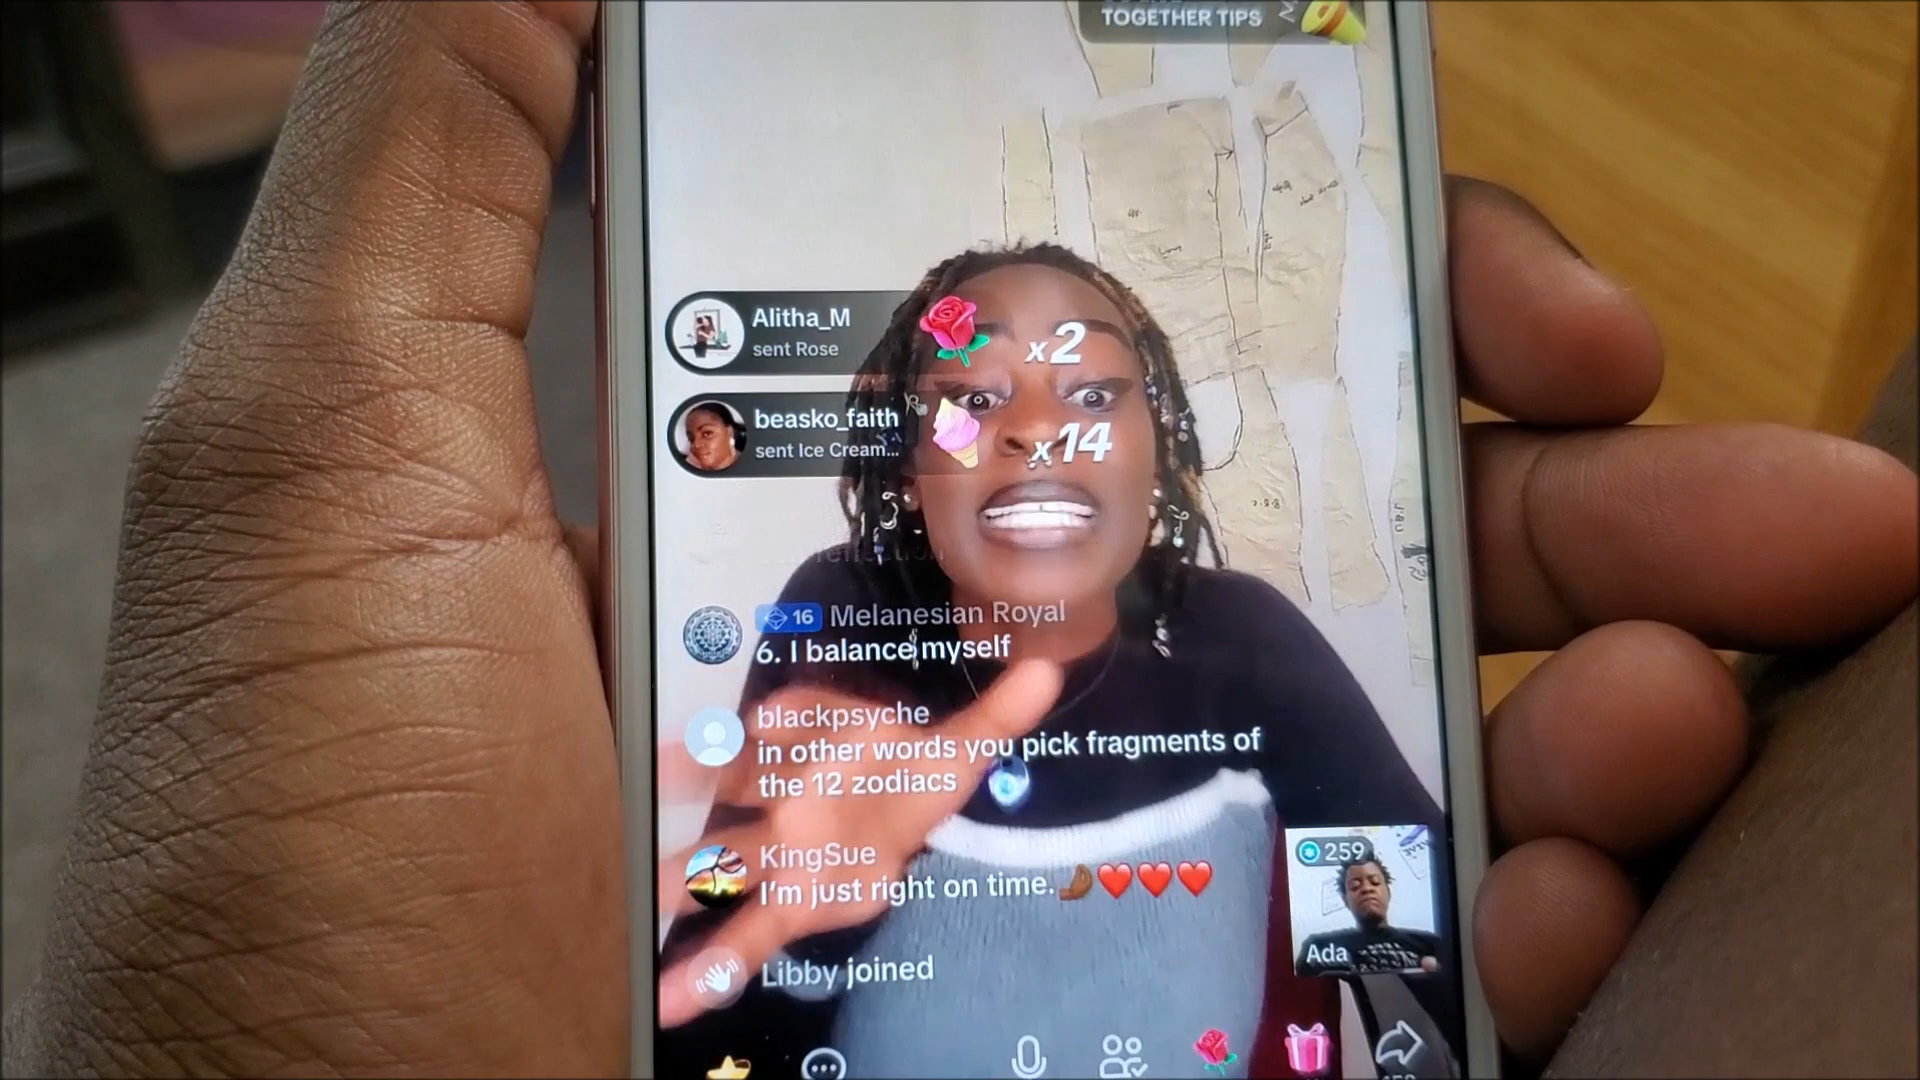 TOGETHER TIPS
Alitha_M
sent Rose
x2
beasko_faith
sent Ice Cream...
x14
16 Melanesian Royal
6. I balance myself
blackpsyche
in other words you pick fragments of
the 12 zodiacs
KingSue
I'm just right on time.🤌🏾❤️❤️❤️
259
Ada
Libby joined